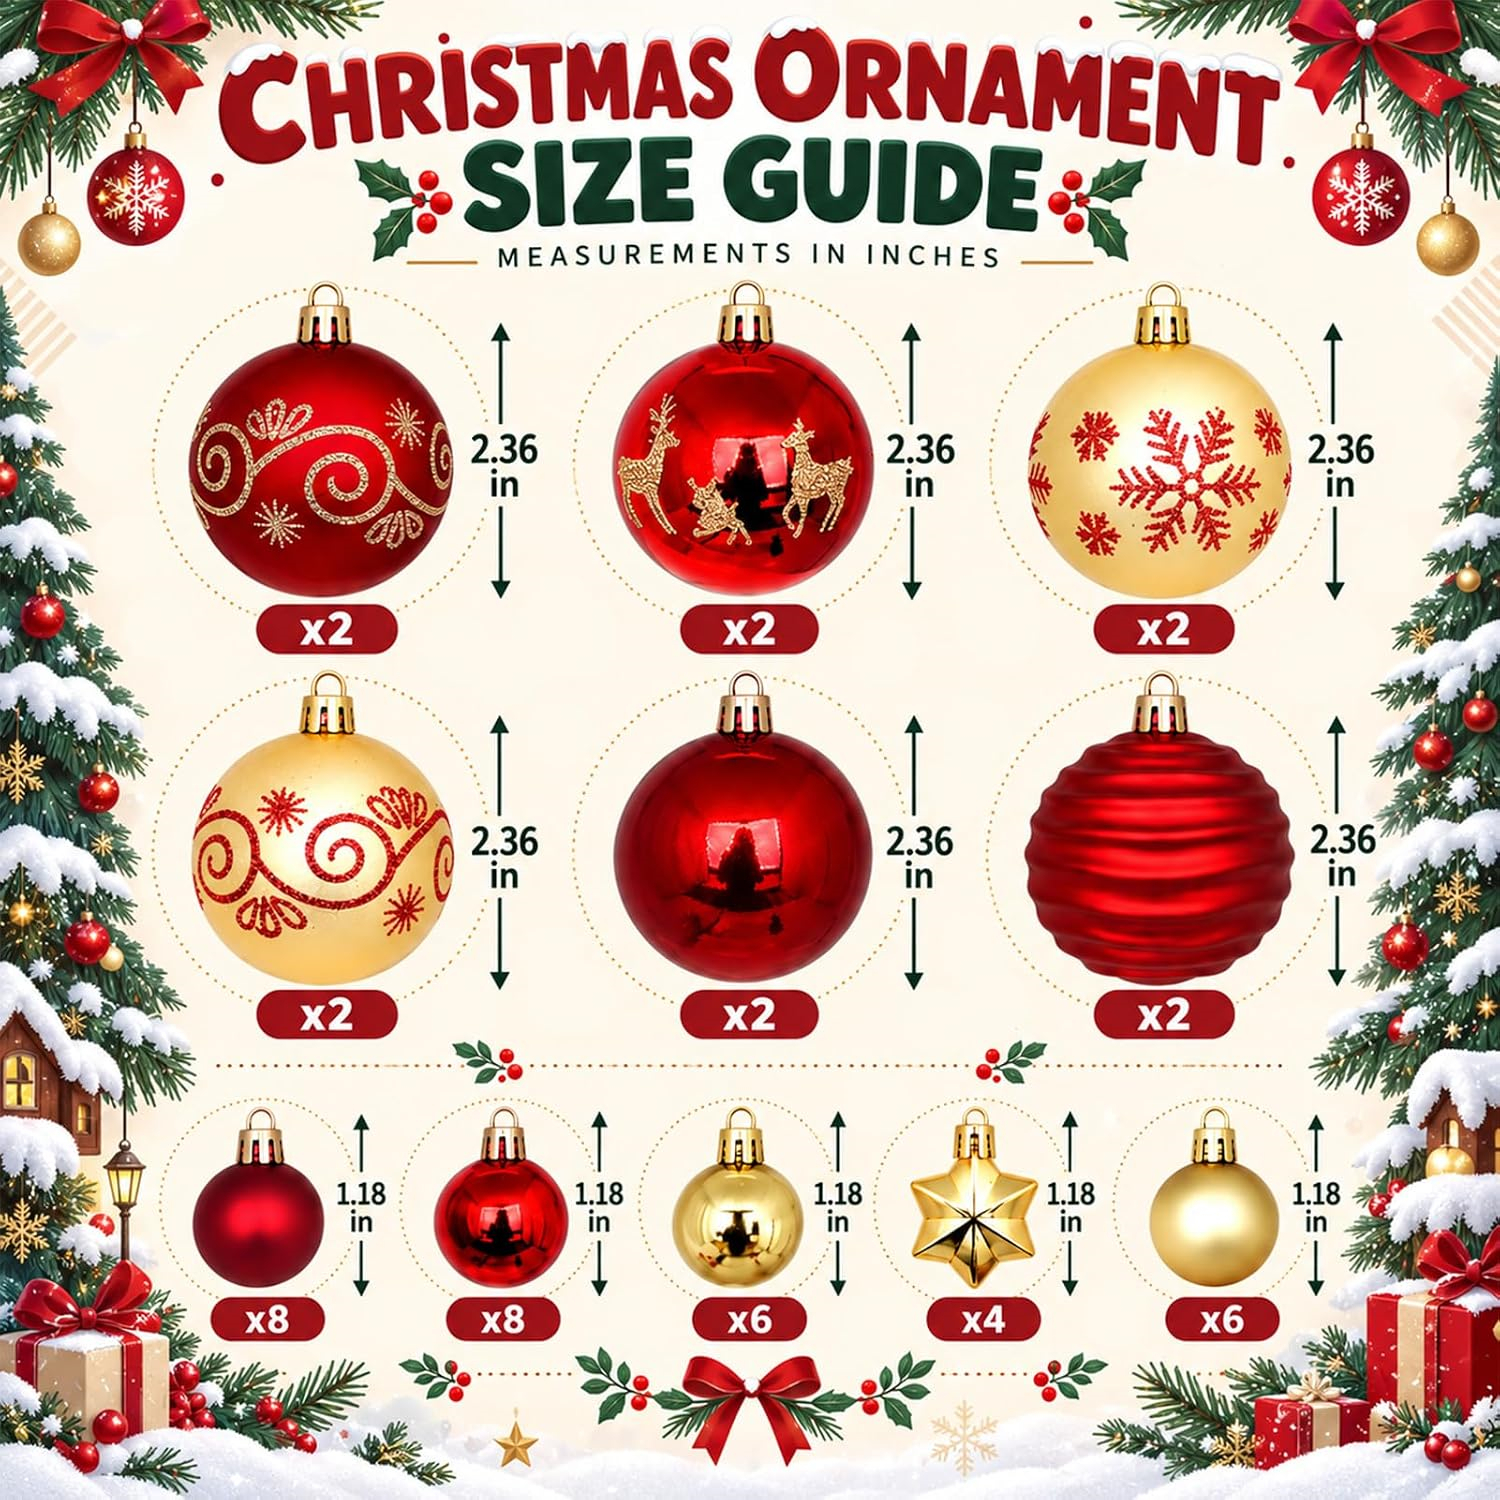 CHRISTMAS ORNAMENT
SIZE GUIDE
MEASUREMENTS IN INCHES
2.36
in
2.36
in
2.36
in
x2
x2
x2
2.36
in
2.36
in
2.36
in
x2
x2
x2
1.18
in
1.18
in
1.18
in
1.18
in
1.18
in
x8
x8
x6
x4
x6